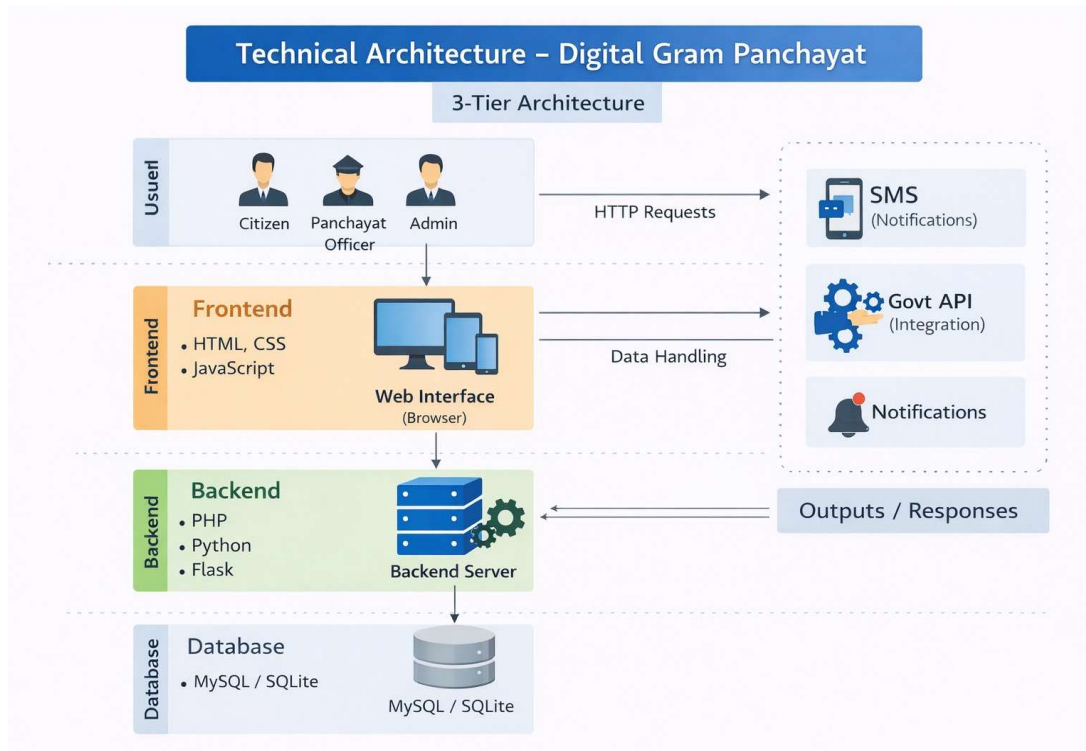 Technical Architecture – Digital Gram Panchayat
3-Tier Architecture
Usuerl
Citizen
Panchayat
Officer
Admin
HTTP Requests
SMS
(Notifications)
Frontend
Frontend
• HTML, CSS
• JavaScript
Web Interface
(Browser)
Data Handling
Govt API
(Integration)
Notifications
Backend
Backend
• PHP
• Python
• Flask
Backend Server
Outputs / Responses
Database
Database
• MySQL / SQLite
MySQL / SQLite